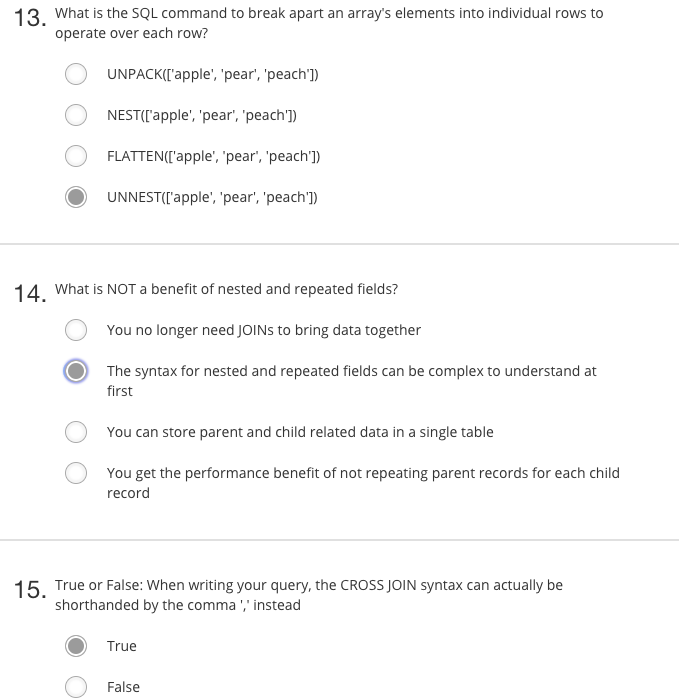 13. What is the SQL command to break apart an array's elements into individual rows to
operate over each row?
UNPACK(['apple', 'pear', 'peach'])
NEST(['apple', 'pear', 'peach'])
FLATTEN(['apple', 'pear', 'peach'])
UNNEST(['apple', 'pear', 'peach'])
14. What is NOT a benefit of nested and repeated fields?
You no longer need JOINs to bring data together
The syntax for nested and repeated fields can be complex to understand at
first
You can store parent and child related data in a single table
You get the performance benefit of not repeating parent records for each child
record
15. True or False: When writing your query, the CROSS JOIN syntax can actually be
shorthanded by the comma ',' instead
True
False